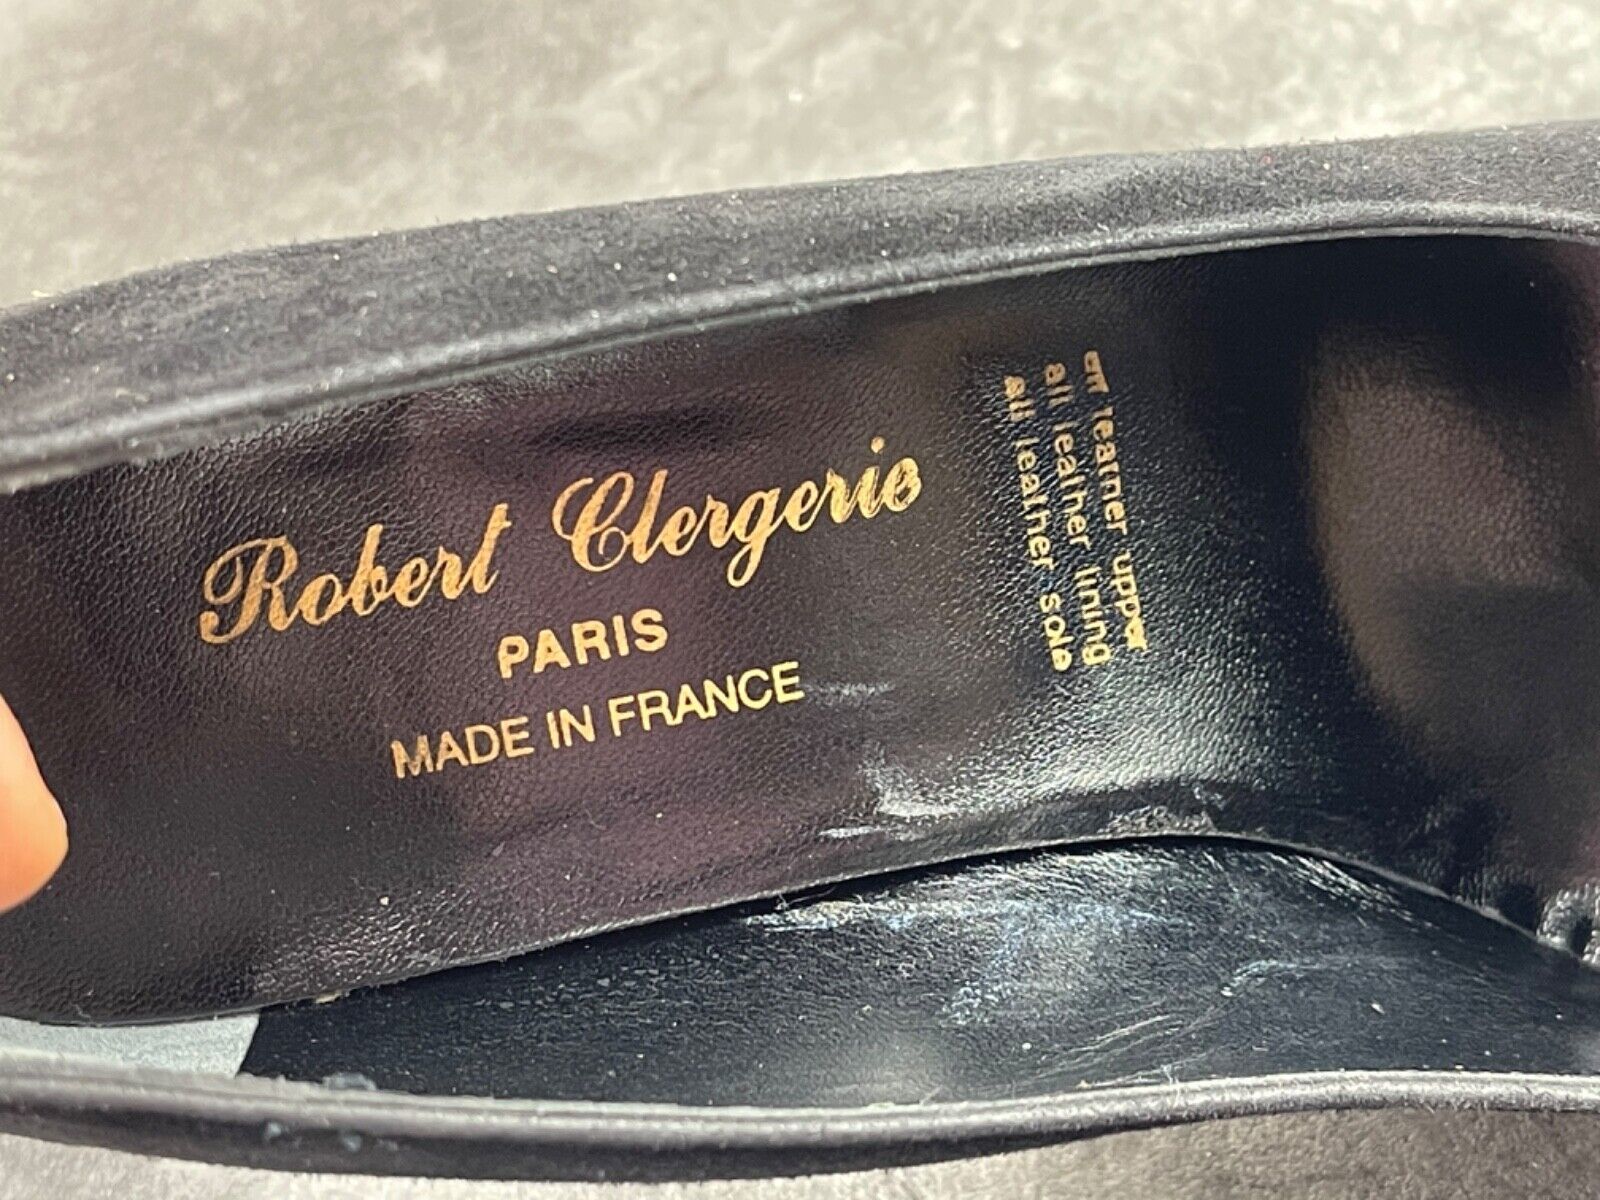 Robert Clergerie
PARIS
MADE IN FRANCE
all leather upper
all leather lining
all leather sole